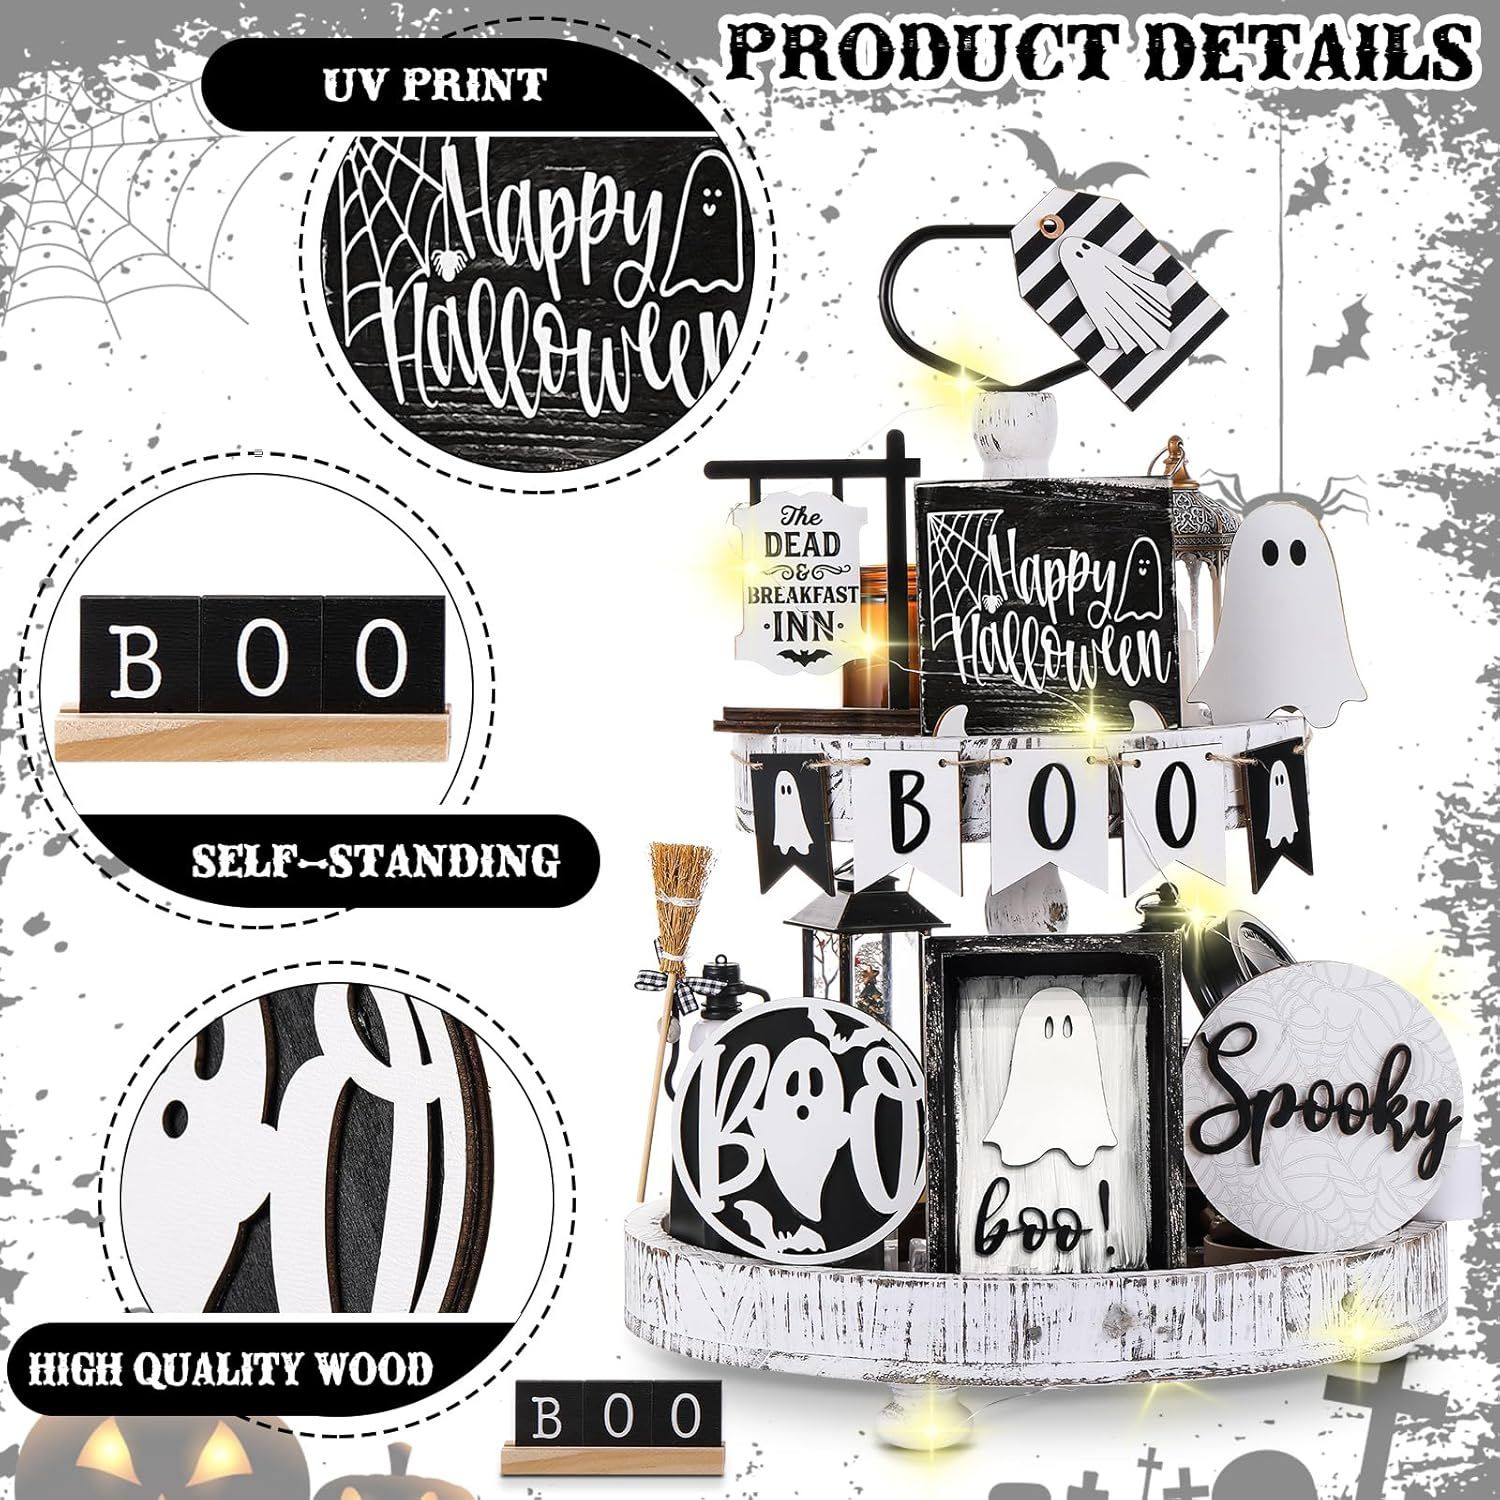 PRODUCT DETAILS
UV PRINT
Happy
Halloween
BOO
SELF-STANDING
HIGH QUALITY WOOD
The
DEAD
&
BREAKFAST
INN
Happy
Halloween
BOO
BOO
boo!
Spooky
BOO